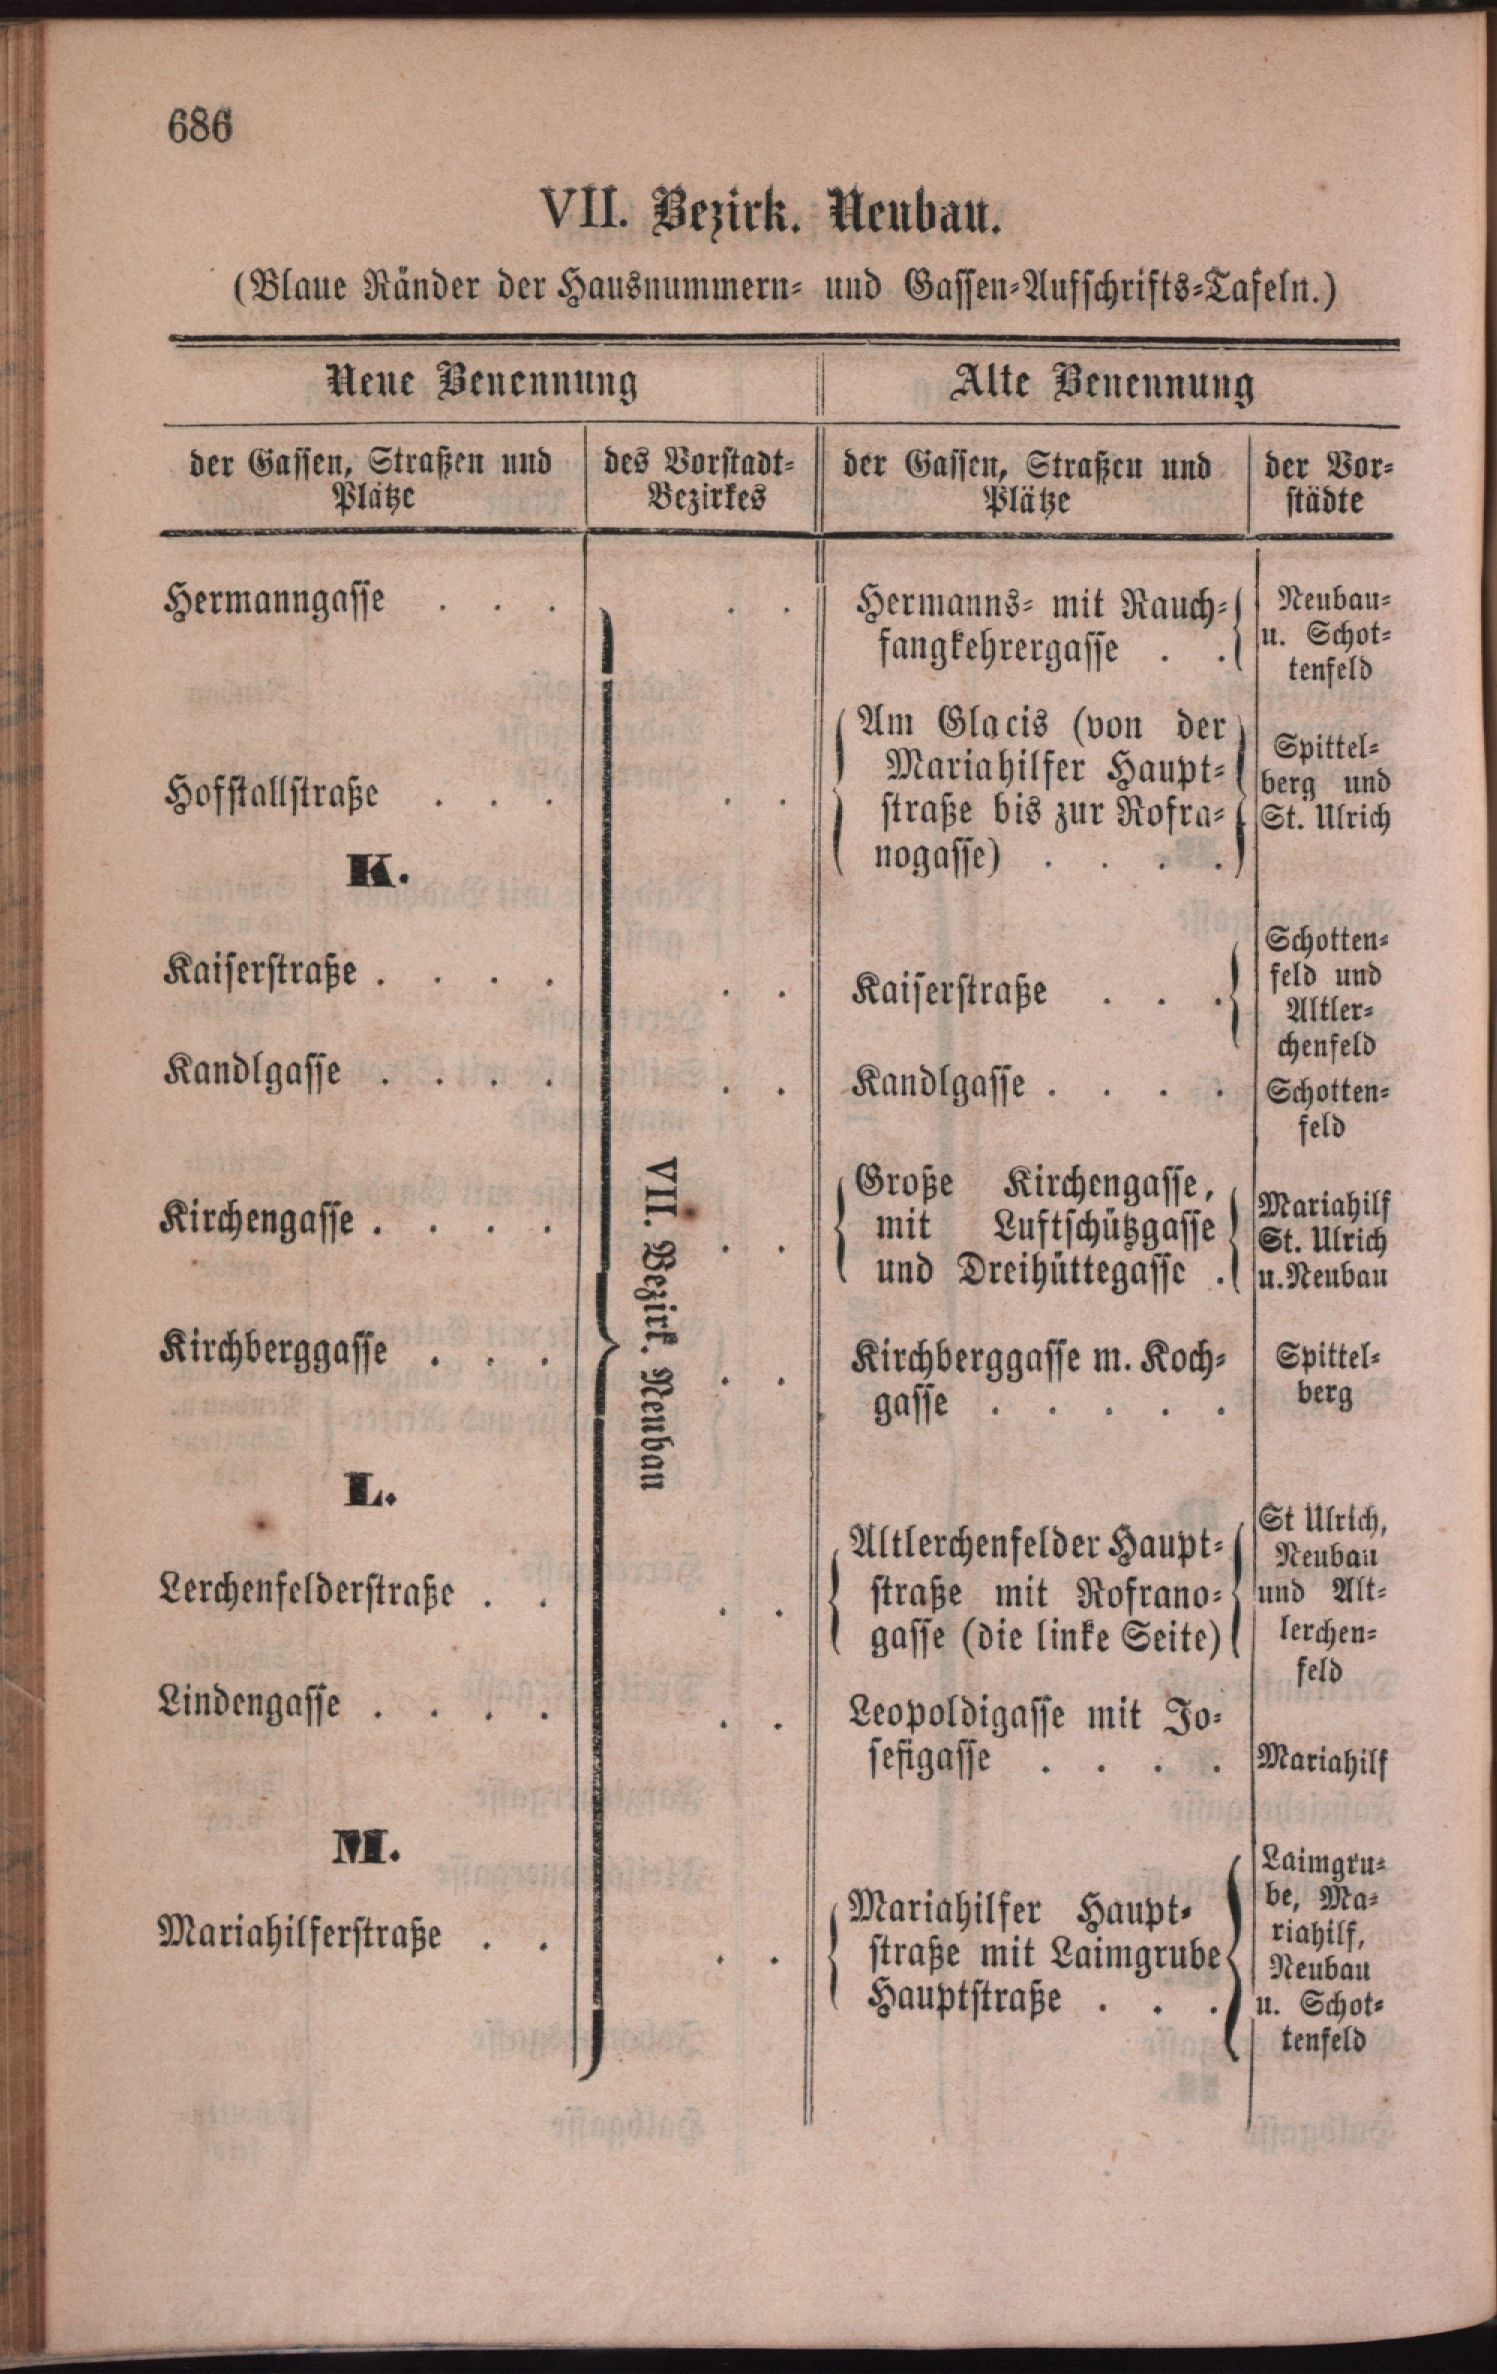 686
VII. Bezirk. Neubau.
(Blaue Ränder der Hausnummern- und Gassen-Aufschrifts-Tafeln.)
Neue Benennung
Alte Benennung
der Gassen, Straßen und
Plätze
des Vorstadt-
Bezirkes
der Gassen, Straßen und
Plätze
der Vor-
städte
VII. Bezirk. Neubau
Hermanngasse . . . . .
Hermanns- mit Rauch-
fangkehrergasse . .
Neubau-
u. Schot-
tenfeld
Hofstallstraße . . . . .
Am Glacis (von der
Mariahilfer Haupt-
straße bis zur Rofra-
nogasse) . . . .
Spittel-
berg und
St. Ulrich
K.
Kaiserstraße . . . . . .
Kaiserstraße . . .
Schotten-
feld und
Altler-
chenfeld
Kandlgasse . . . . . .
Kandlgasse . . . .
Schotten-
feld
Kirchengasse . . . . . .
Große Kirchengasse,
mit Luftschützgasse
und Dreihüttegasse .
Mariahilf
St. Ulrich
u. Neubau
Kirchberggasse . . . . .
Kirchberggasse m. Koch-
gasse . . . . .
Spittel-
berg
L.
Lerchenfelderstraße . . . .
Altlerchenfelder Haupt-
straße mit Rofrano-
gasse (die linke Seite)
St Ulrich,
Neubau
und Alt-
lerchen-
feld
Lindengasse . . . . . .
Leopoldigasse mit Jo-
sefigasse . . . .
Mariahilf
M.
Mariahilferstraße . . . .
Mariahilfer Haupt-
straße mit Laimgrube
Hauptstraße . . .
Laimgru-
be, Ma-
riahilf,
Neubau
u. Schot-
tenfeld